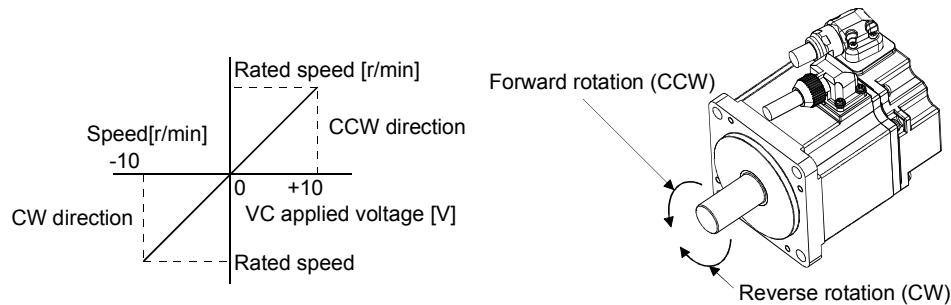 Rated speed [r/min]
CCW direction
Speed[r/min]
-10
0
+10
CW direction
VC applied voltage [V]
Rated speed
Forward rotation (CCW)
Reverse rotation (CW)